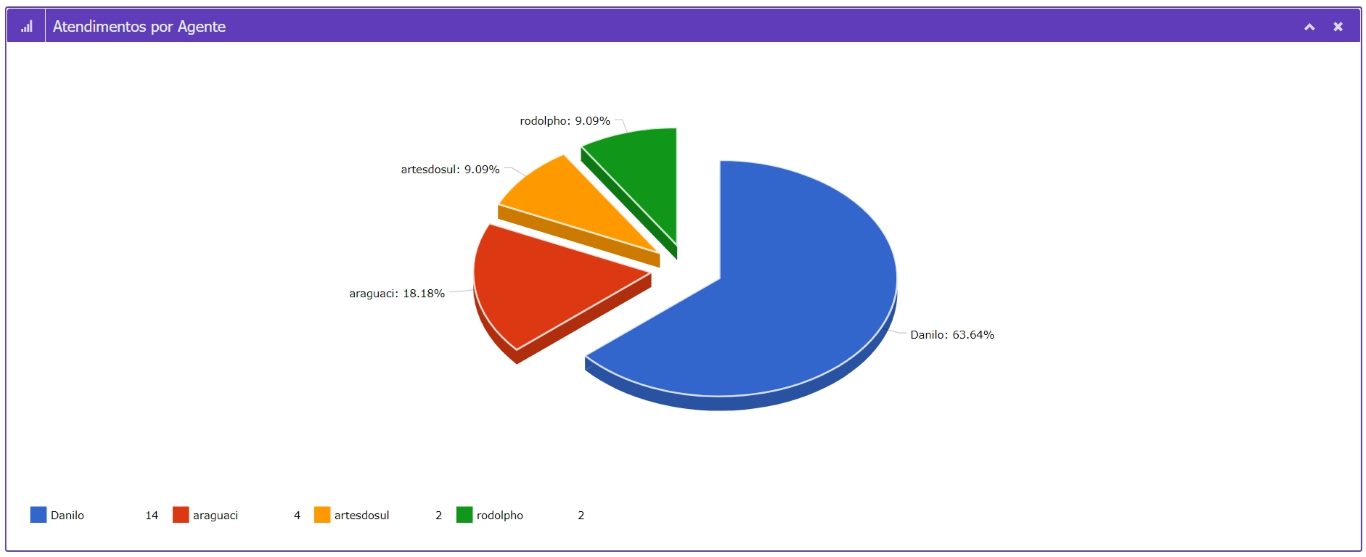 Atendimentos por Agente
rodolpho: 9.09%
artesdosul: 9.09%
araguaci: 18.18%
Danilo: 63.64%
Danilo 14 araguaci 4 artesdosul 2 rodolpho 2